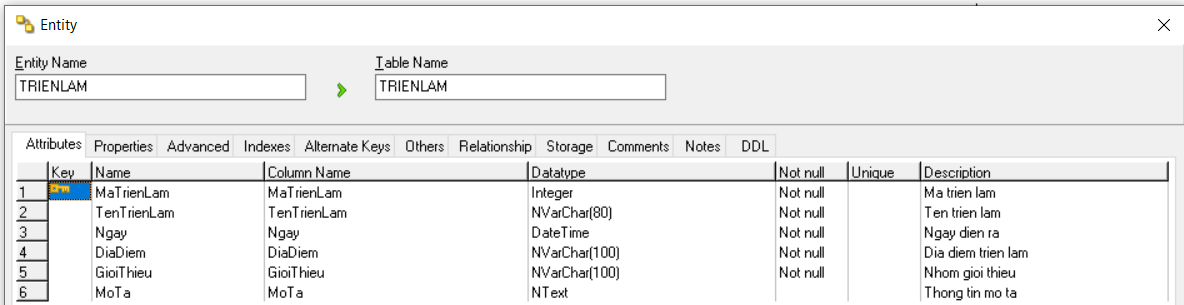 Entity
Entity Name Table Name
TRIENLAM TRIENLAM
Attributes Properties Advanced Indexes Alternate Keys Others Relationship Storage Comments Notes DDL
Key Name Column Name Datatype Not null Unique Description
1 MaTrienLam MaTrienLam Integer Not null Ma trien lam
2 TenTrienLam TenTrienLam NVarChar(80) Not null Ten trien lam
3 Ngay Ngay DateTime Not null Ngay dien ra
4 DiaDiem DiaDiem NVarChar(100) Not null Dia diem trien lam
5 GioiThieu GioiThieu NVarChar(100) Not null Nhom gioi thieu
6 MoTa MoTa NText Thong tin mo ta